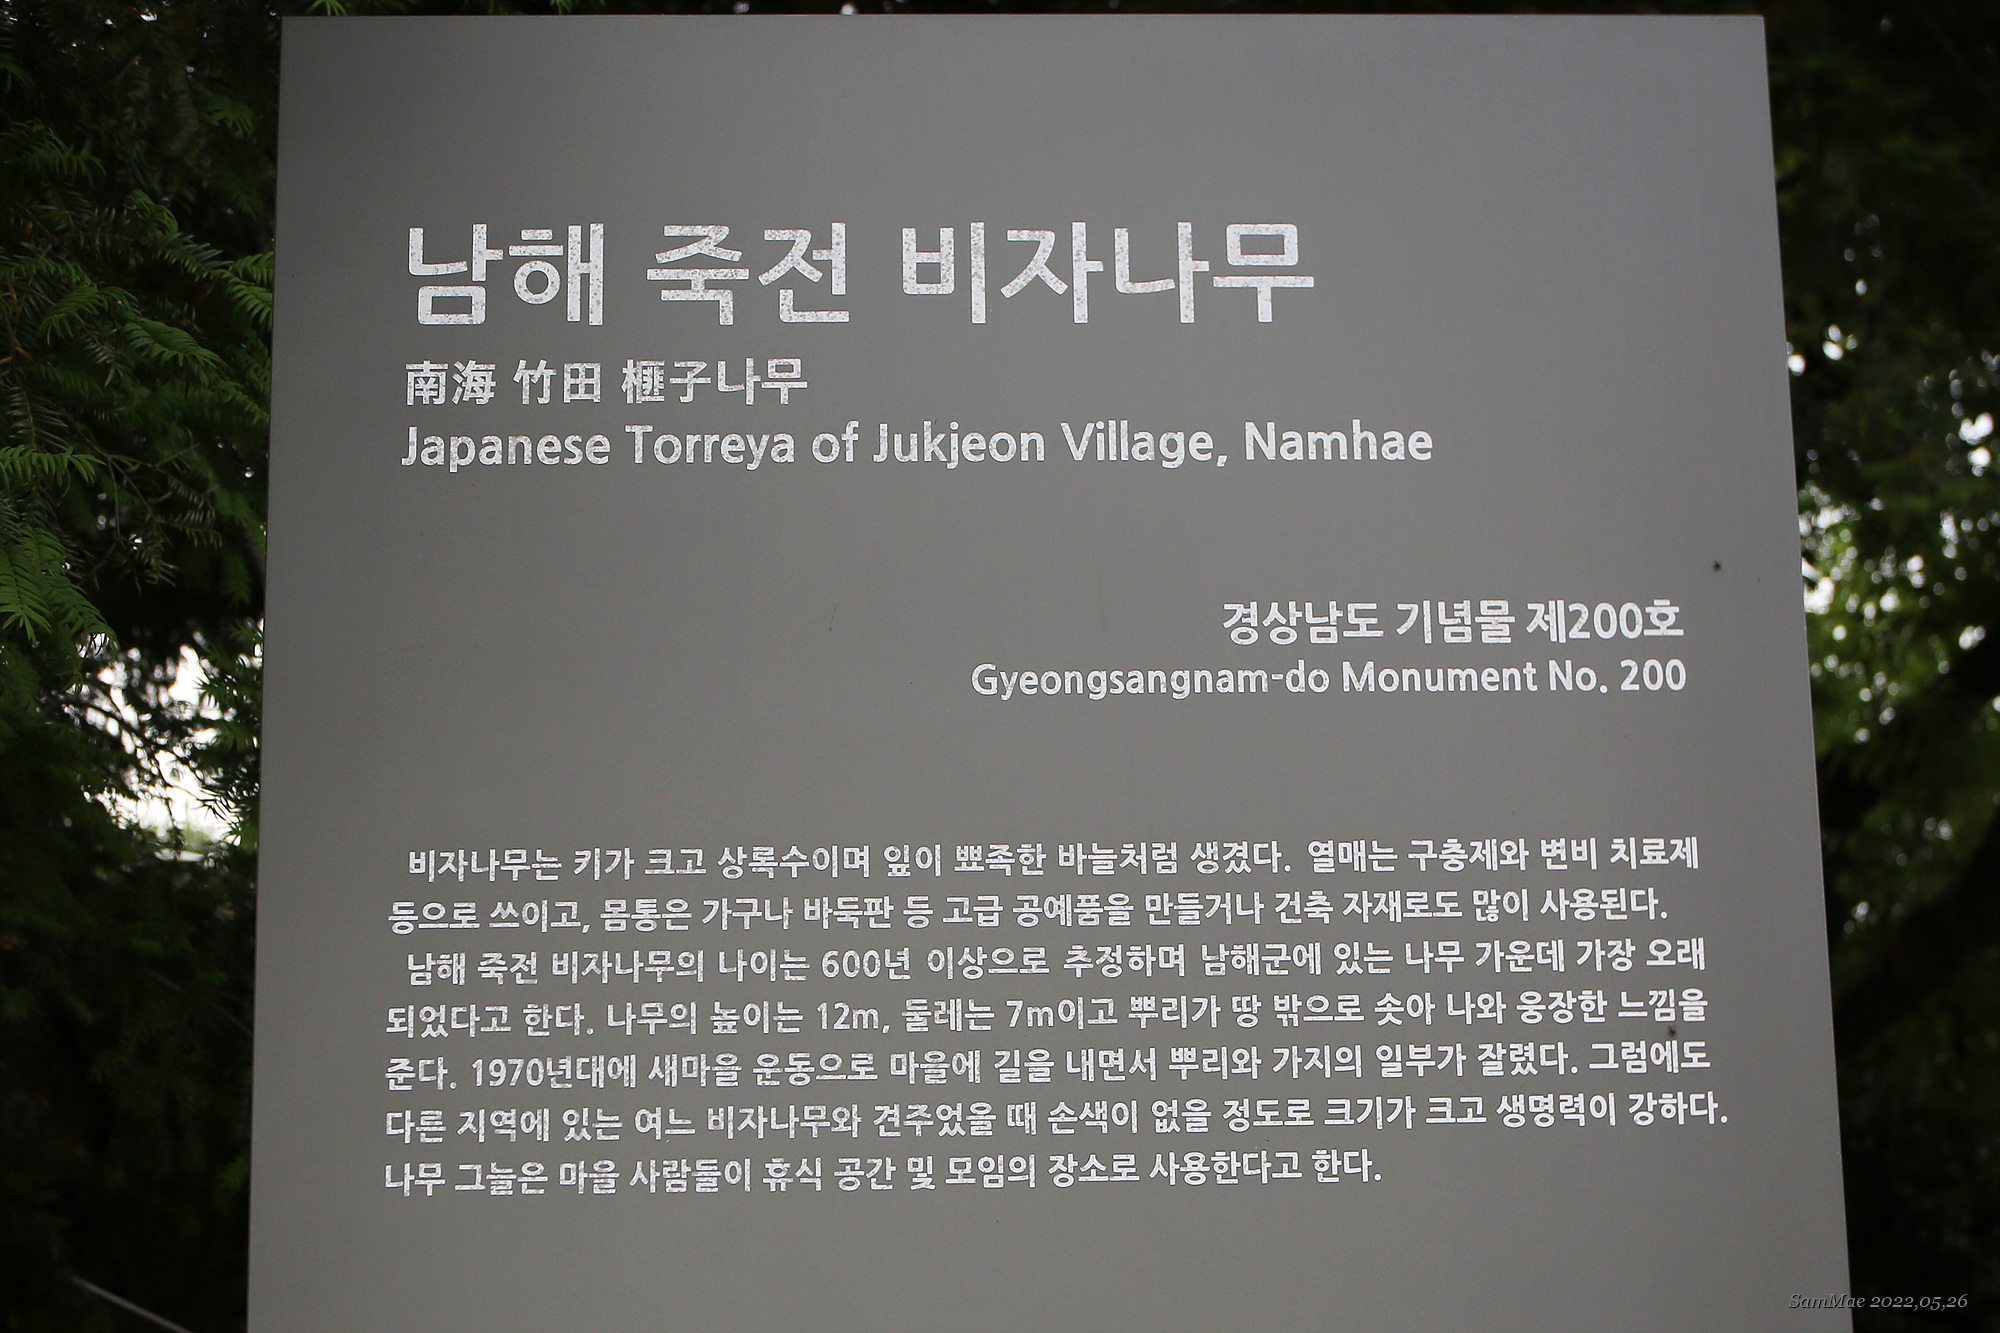 남해 죽전 비자나무
南海 竹田 榧子나무
Japanese Torreya of Jukjeon Village, Namhae
경상남도 기념물 제200호
Gyeongsangnam-do Monument No. 200
비자나무는 키가 크고 상록수이며 잎이 뾰족한 바늘처럼 생겼다. 열매는 구충제와 변비 치료제
등으로 쓰이고, 몸통은 가구나 바둑판 등 고급 공예품을 만들거나 건축 자재로도 많이 사용된다.
남해 죽전 비자나무의 나이는 600년 이상으로 추정하며 남해군에 있는 나무 가운데 가장 오래
되었다고 한다. 나무의 높이는 12m, 둘레는 7m이고 뿌리가 땅 밖으로 솟아 나와 웅장한 느낌을
준다. 1970년대에 새마을 운동으로 마을에 길을 내면서 뿌리와 가지의 일부가 잘렸다. 그럼에도
다른 지역에 있는 여느 비자나무와 견주었을 때 손색이 없을 정도로 크기가 크고 생명력이 강하다.
나무 그늘은 마을 사람들이 휴식 공간 및 모임의 장소로 사용한다고 한다.
SamMae 2022,05,26